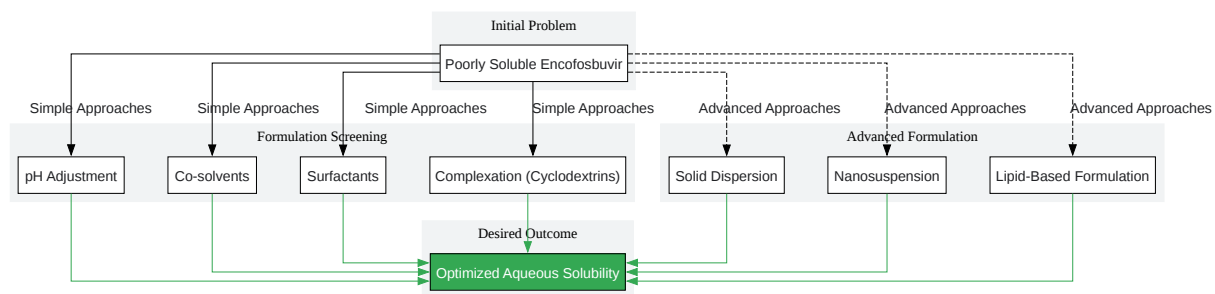 Initial Problem
Poorly Soluble Encofosbuvir
Simple Approaches
Simple Approaches
Simple Approaches
Simple Approaches
Advanced Approaches
Advanced Approaches
Advanced Approaches
Formulation Screening
Advanced Formulation
pH Adjustment
Co-solvents
Surfactants
Complexation (Cyclodextrins)
Solid Dispersion
Nanosuspension
Lipid-Based Formulation
Desired Outcome
Optimized Aqueous Solubility